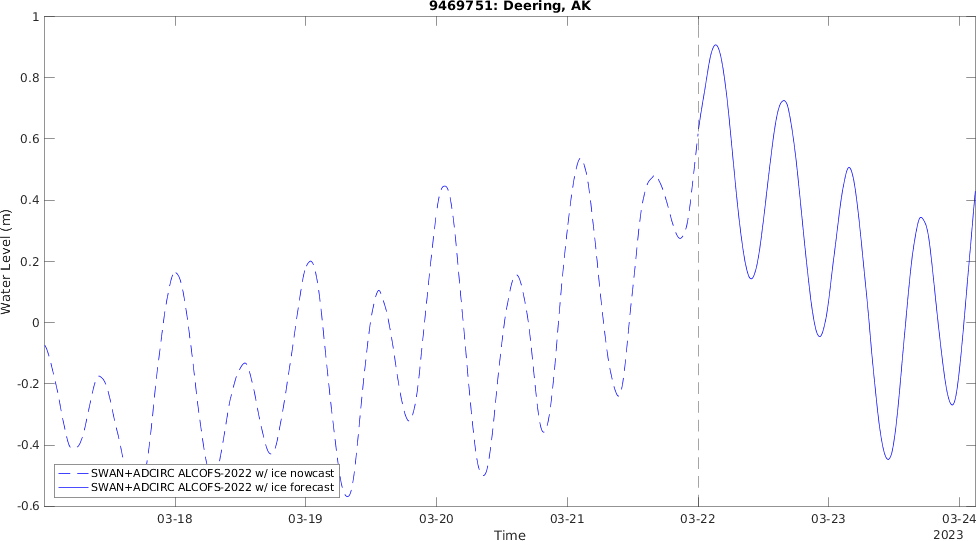 9469751: Deering, AK
1
0.8
0.6
0.4
0.2
0
-0.2
-0.4
-0.6
Water Level (m)
SWAN+ADCIRC ALCOFS-2022 w/ ice nowcast
SWAN+ADCIRC ALCOFS-2022 w/ ice forecast
03-18 03-19 03-20 03-21 03-22 03-23 03-24
Time
2023